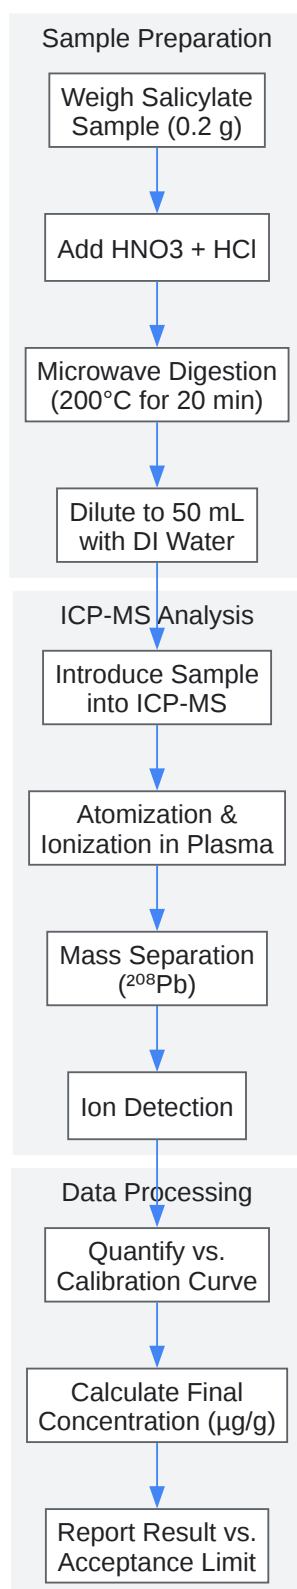 Sample Preparation
Weigh Salicylate
Sample (0.2 g)
Add HNO3 + HCl
Microwave Digestion
(200°C for 20 min)
Dilute to 50 mL
with DI Water
ICP-MS Analysis
Introduce Sample
into ICP-MS
Atomization &
Ionization in Plasma
Mass Separation
(²⁰⁸Pb)
Ion Detection
Data Processing
Quantify vs.
Calibration Curve
Calculate Final
Concentration (µg/g)
Report Result vs.
Acceptance Limit